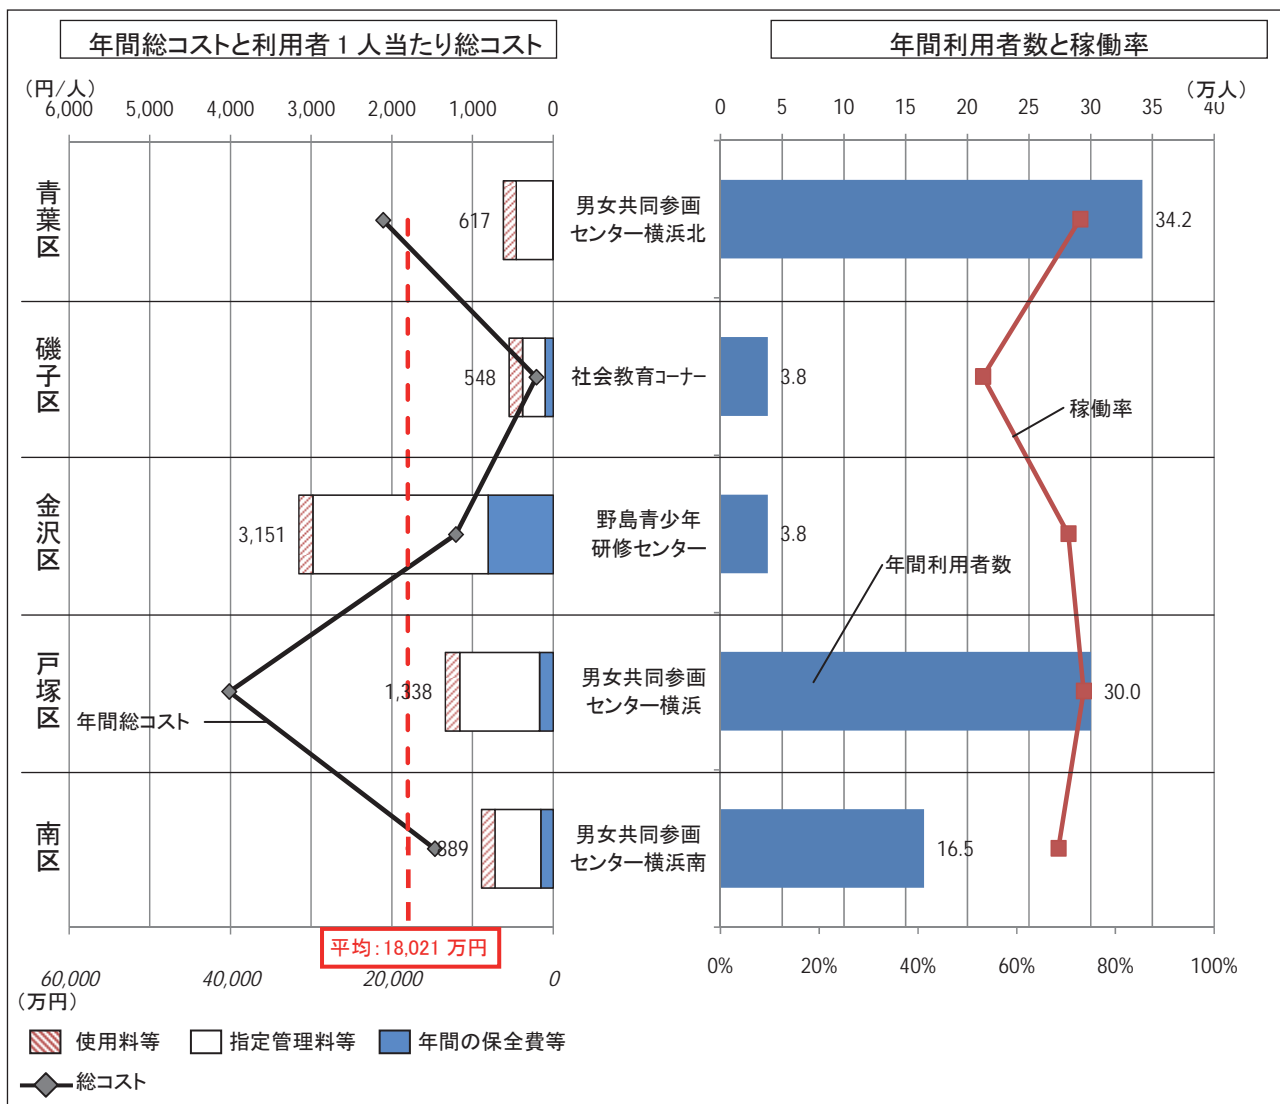 年間総コストと利用者１人当たり総コスト
年間利用者数と稼働率
（円/人）
6,000 5,000 4,000 3,000 2,000 1,000 0
（万人）
0 5 10 15 20 25 30 35 40
青葉区
617
男女共同参画
センター横浜北
34.2
磯子区
548
社会教育コーナー
3.8
稼働率
金沢区
3,151
野島青少年
研修センター
3.8
年間利用者数
戸塚区
1,338
男女共同参画
センター横浜
30.0
年間総コスト
南区
889
男女共同参画
センター横浜南
16.5
平均：18,021 万円
60,000 40,000 20,000 0
（万円）
0% 20% 40% 60% 80% 100%
使用料等 指定管理料等 年間の保全費等
総コスト